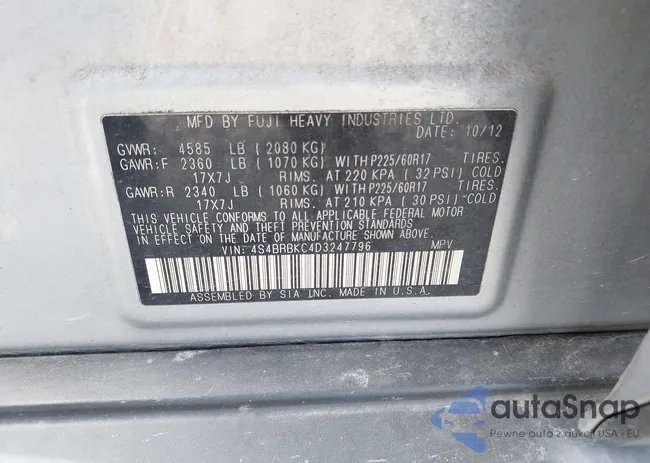 MFD BY FUJI HEAVY INDUSTRIES LTD.
DATE: 10/12
GVWR: 4585 LB (2080 KG)
GAWR:F 2360 LB (1070 KG) WITH P225/60R17 TIRES.
17X7J RIMS. AT 220 KPA (32 PSI) COLD
GAWR:R 2340 LB (1060 KG) WITH P225/60R17 TIRES.
17X7J RIMS. AT 210 KPA (30 PSI) COLD
THIS VEHICLE CONFORMS TO ALL APPLICABLE FEDERAL MOTOR
VEHICLE SAFETY AND THEFT PREVENTION STANDARDS
IN EFFECT ON THE DATE OF MANUFACTURE SHOWN ABOVE.
VIN: 4S4BRBKC4D3247796 MPV
ASSEMBLED BY SIA INC. MADE IN U.S.A.
autoSnap
Pewne auta z aukcji USA i EU